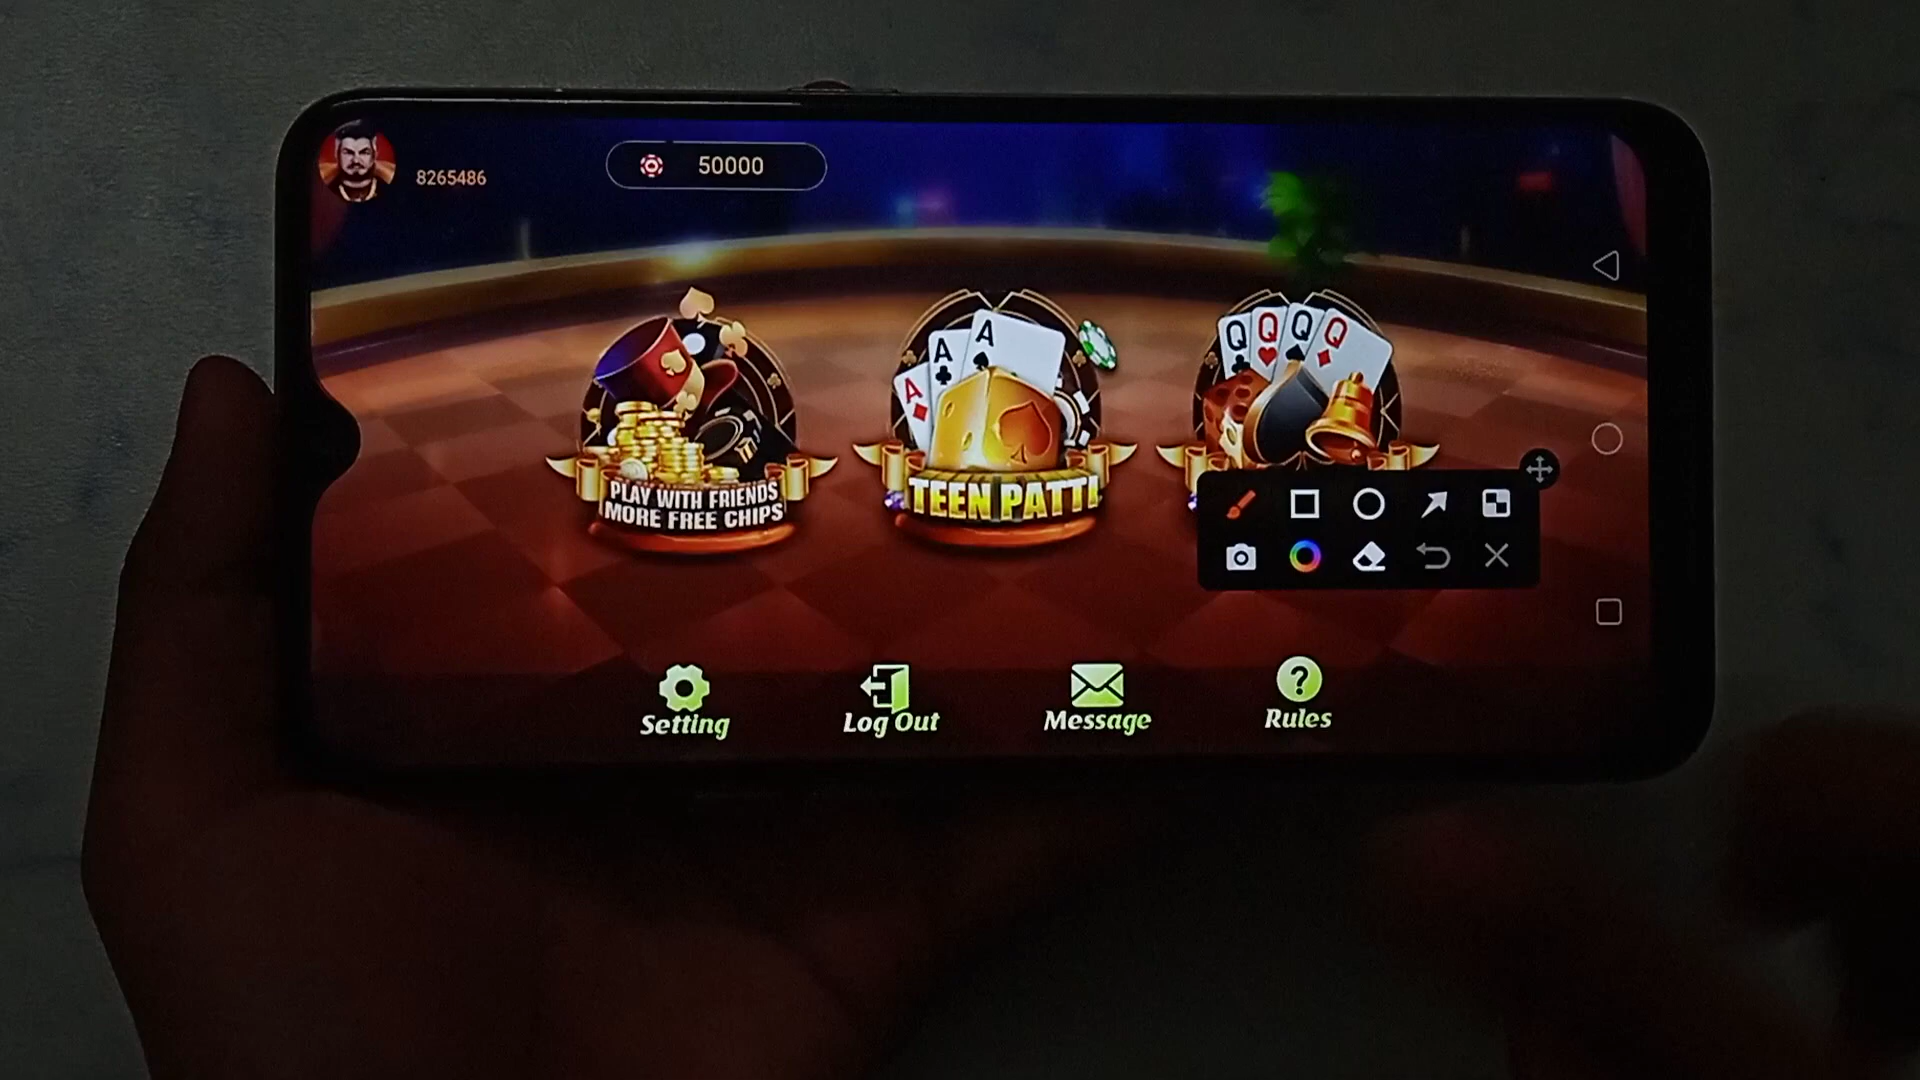 8265486
50000
A
A
A
Q
Q
Q
Q
PLAY WITH FRIENDS
MORE FREE CHIPS
TEEN PATTI
Setting
Log Out
Message
?
Rules